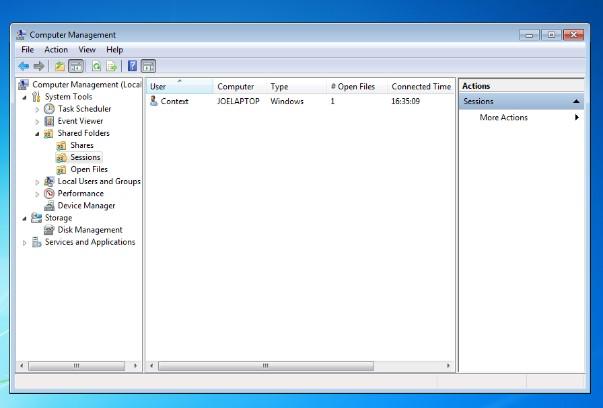 Computer Management
File Action View Help
Computer Management (Local
System Tools
Task Scheduler
Event Viewer
Shared Folders
Shares
Sessions
Open Files
Local Users and Groups
Performance
Device Manager
Storage
Disk Management
Services and Applications
User Computer Type # Open Files Connected Time
Context JOELAPTOP Windows 1 16:35:09
Actions
Sessions
More Actions